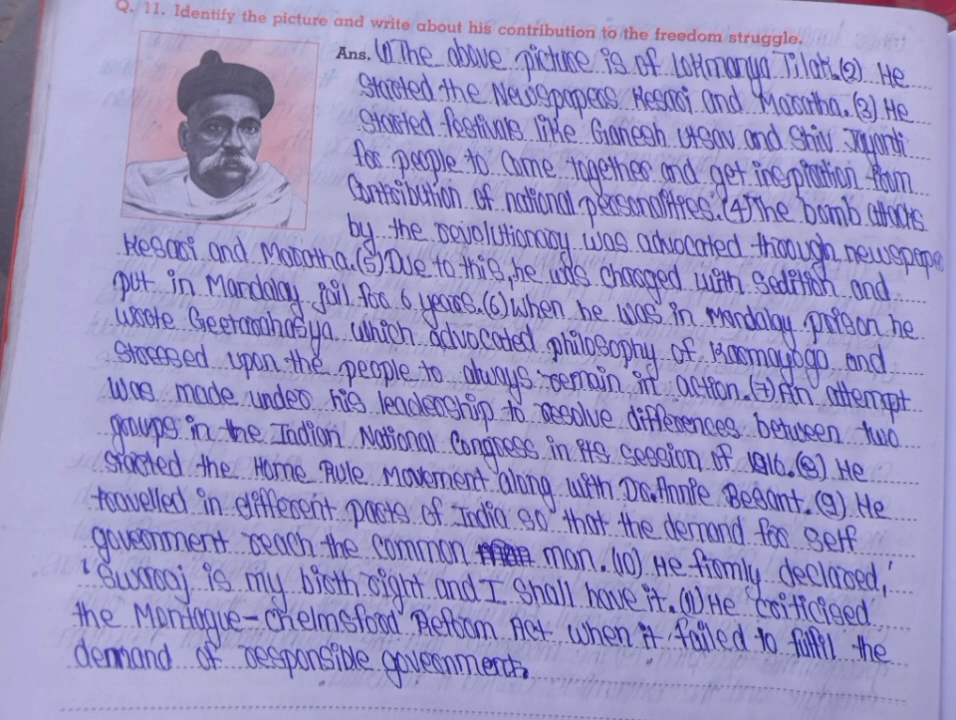 Q. 11. Identify the picture and write about his contribution to the freedom struggle.
Ans. (1) The above picture is of Lokmanya Tilak. (2) He
started the Newspapers Kesari and Maratha. (3) He
started festivals like Ganesh Utsav and Shiv Jayanti
for people to come together and get inspiration from
contribution of national personalities. (4) The bomb attacks
by the revolutionary was advocated through newspape
Kesari and Maratha. (5) Due to this, he was charged with sedition and
put in Mandalay jail for 6 years. (6) When he was in Mandalay prison he
wrote Geetarahasya which advocated philosophy of Karmayoga and
stressed upon the people to always remain in action. (7) An attempt
was made under his leadership to resolve differences between two
groups in the Indian National Congress in its session of 1916. (8) He
started the Home Rule Movement along with Dr. Annie Besant. (9) He
travelled in different parts of India so that the demand for self
government reach the common man. (10) He firmly declared,
'Swaraj is my birth right and I shall have it.' (11) He criticised
the Montague-Chelmsford Reform Act when it failed to fulfil the
demand of responsible government.